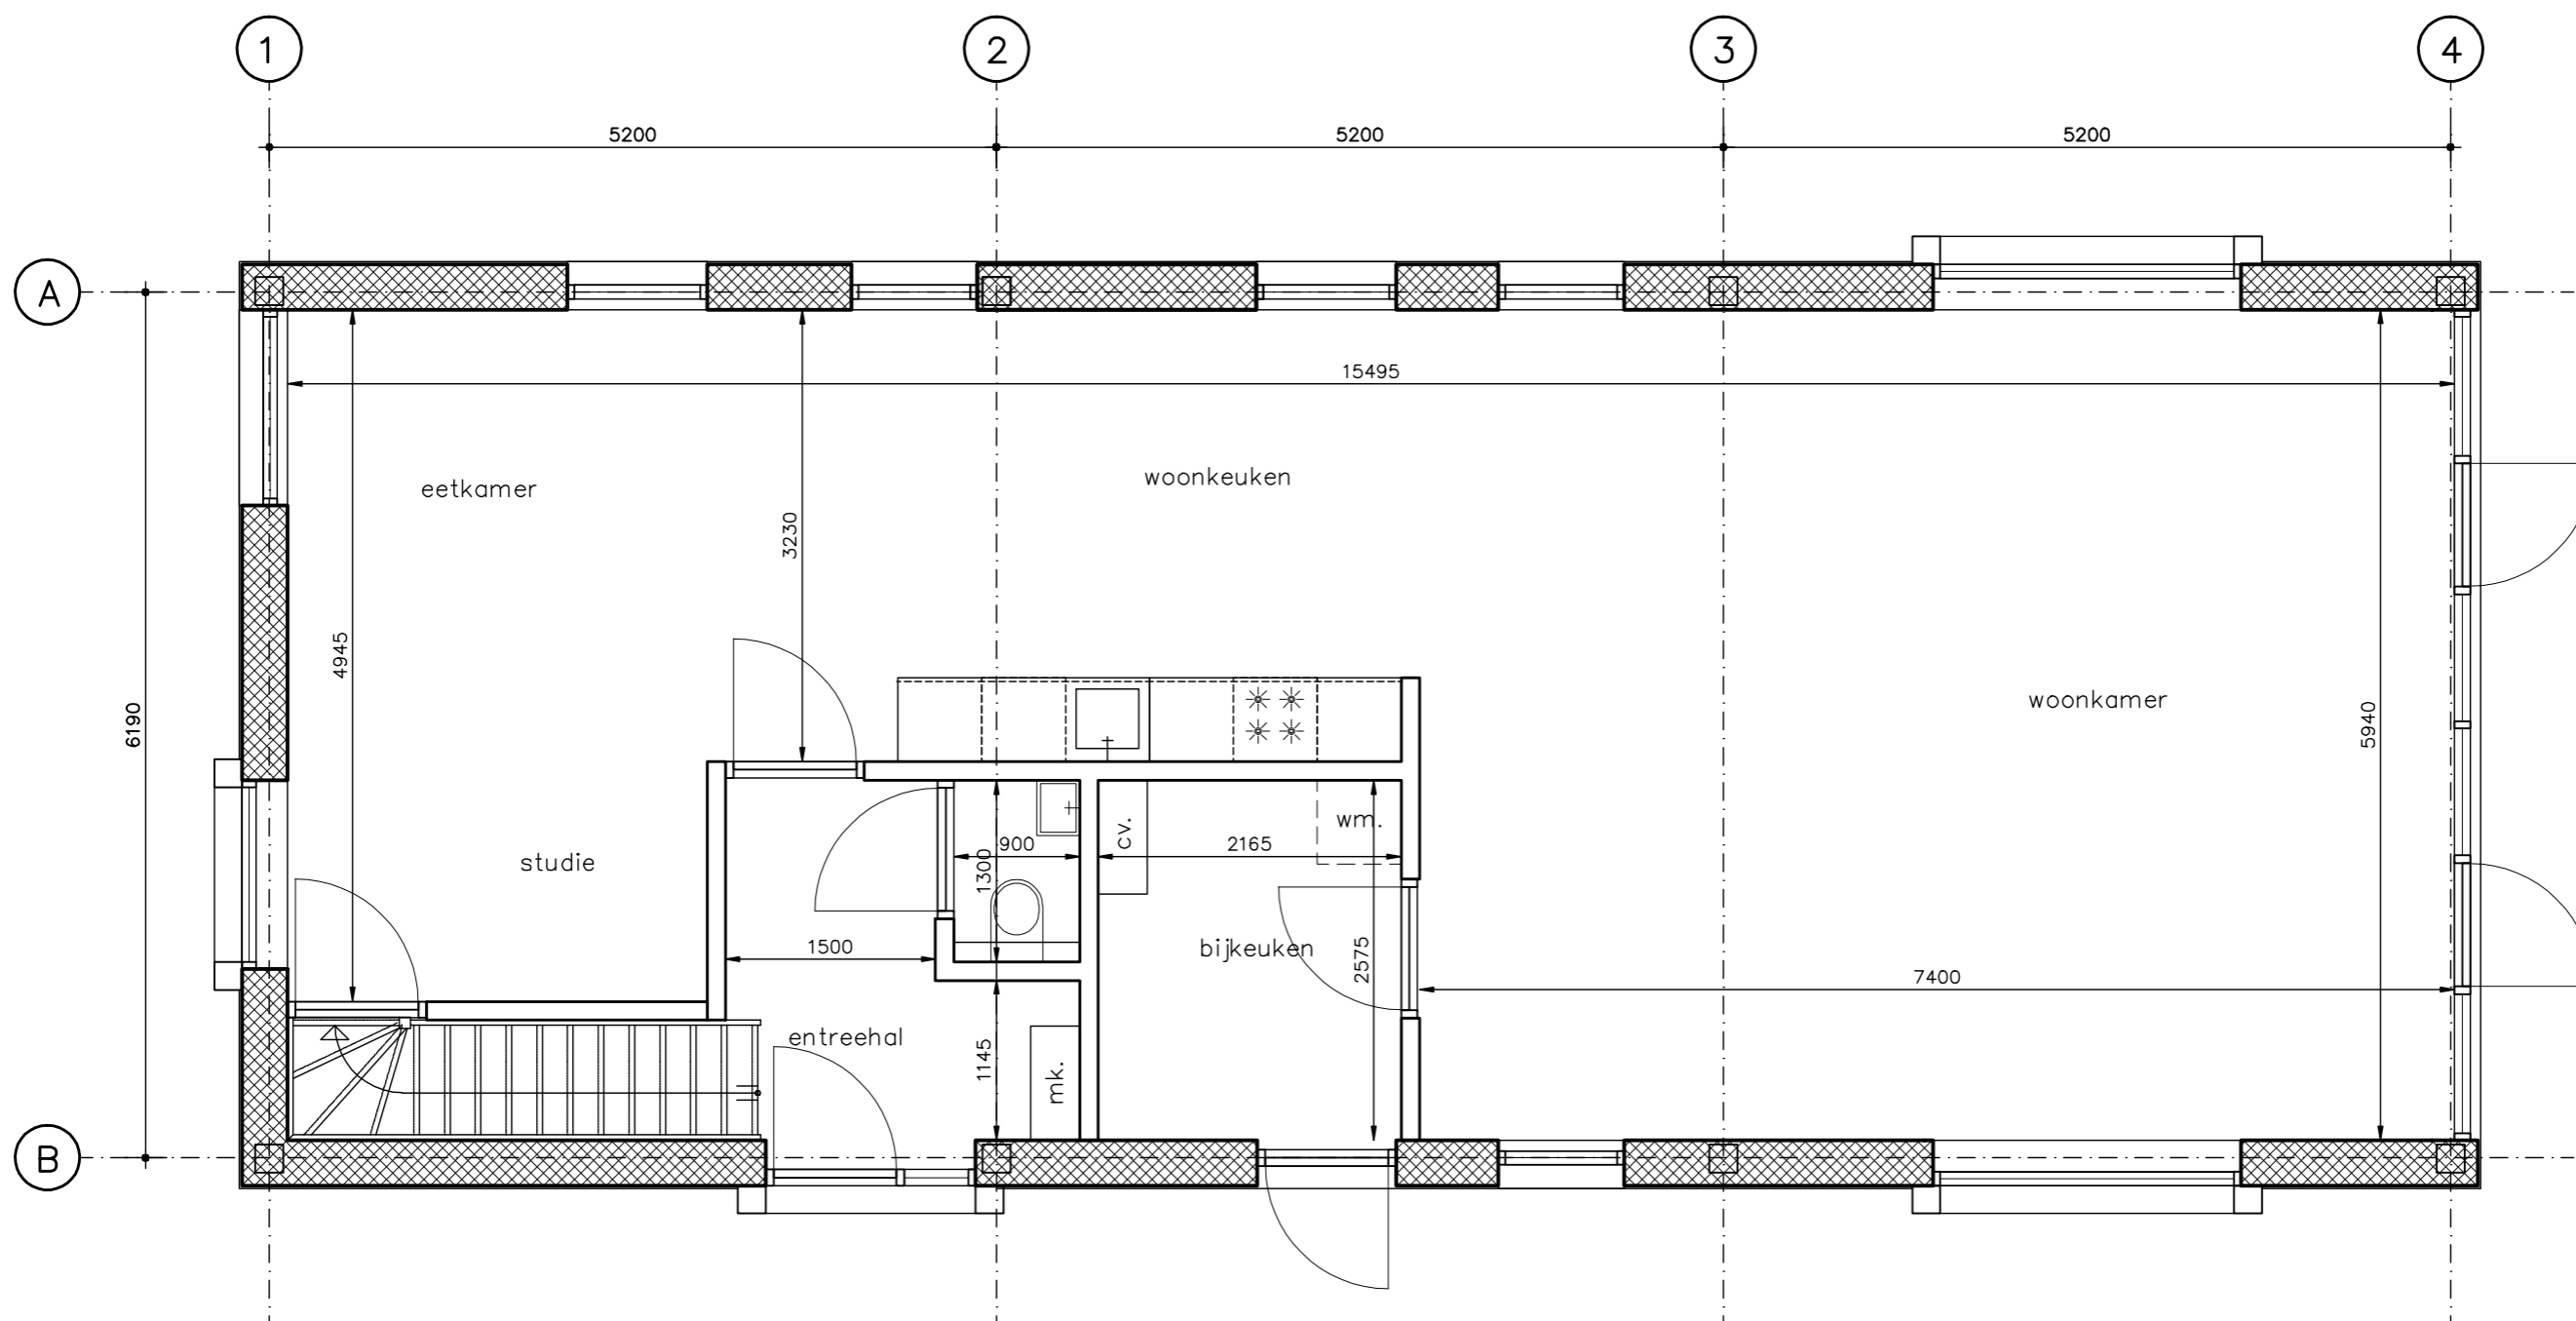 1 2 3 4
5200 5200 5200
A
15495
eetkamer woonkeuken
3230
4945
6190
woonkamer
5940
wm.
cv.
900 2165
1300
studie
1500 bijkeuken
2575
7400
entreehal
1145
mk.
B